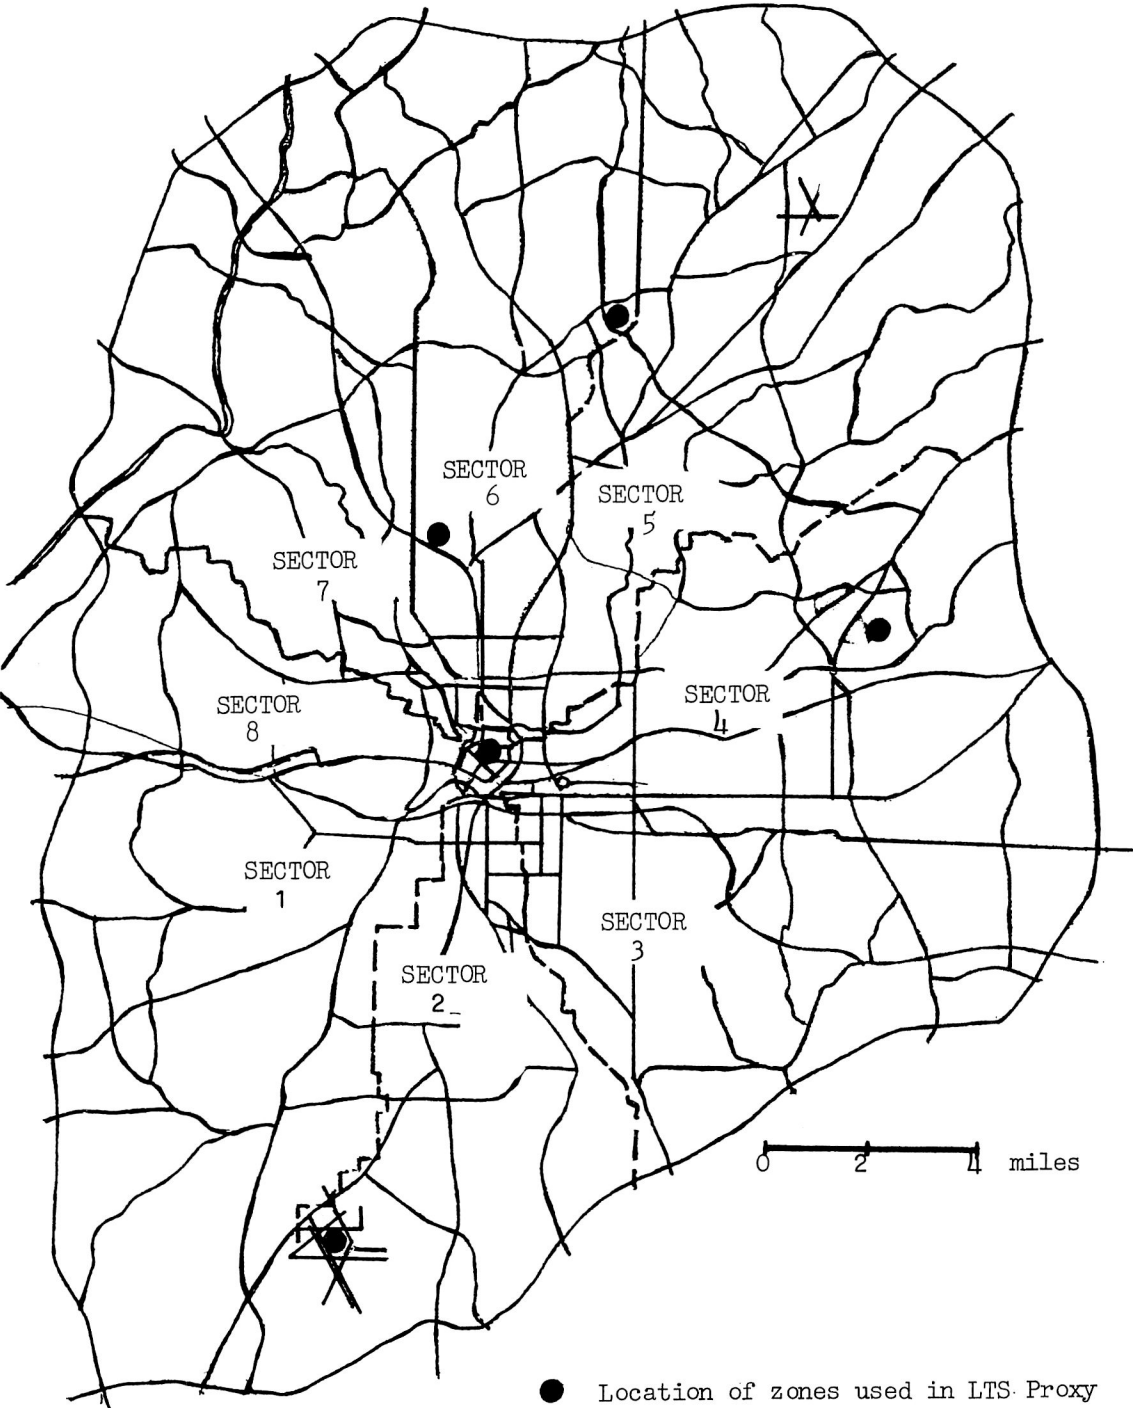 SECTOR
6
SECTOR
5
SECTOR
7
SECTOR
4
SECTOR
8
SECTOR
1
SECTOR
3
SECTOR
2
0 2 4 miles
Location of zones used in LTS Proxy